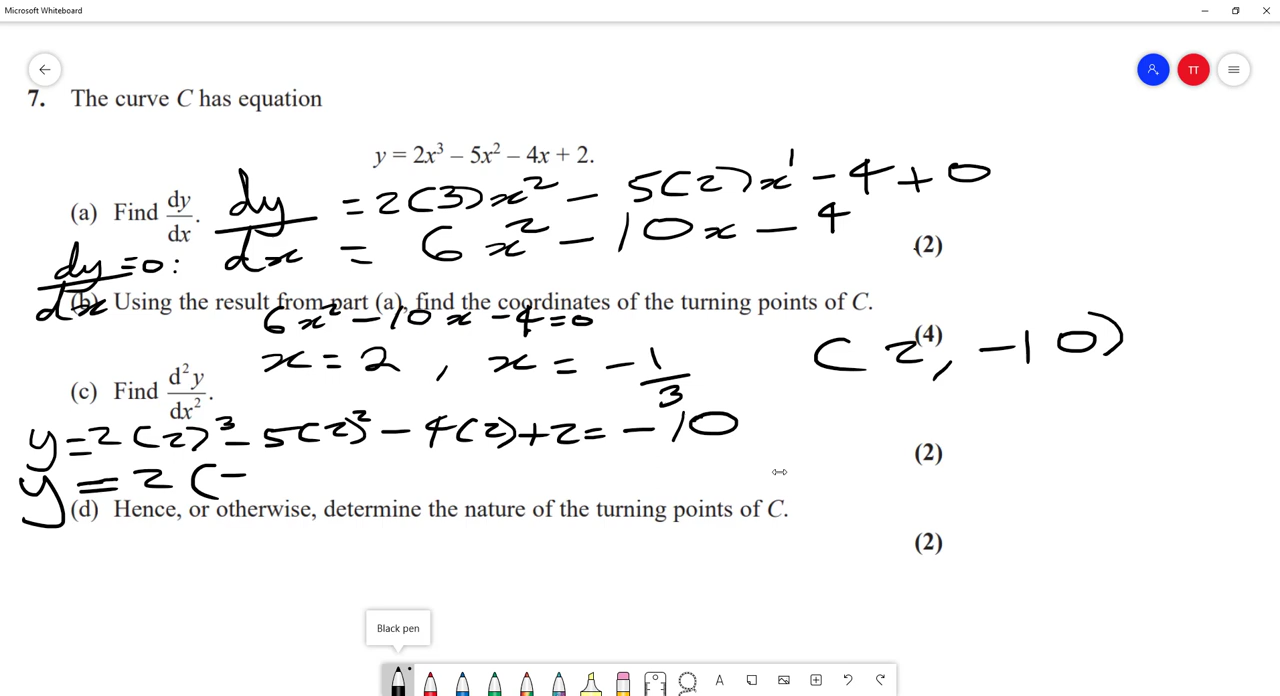 Microsoft Whiteboard
TT
7. The curve C has equation
y = 2x³ – 5x² – 4x + 2.
(a) Find dy/dx.
dy/dx = 2(3)x² – 5(2)x¹ – 4 + 0
= 6x² – 10x – 4
(2)
dy/dx = 0:
(b) Using the result from part (a), find the coordinates of the turning points of C.
6x² – 10x – 4 = 0
(4)
x = 2, x = –1/3
(2, –10)
(c) Find d²y/dx².
y = 2(2)³ – 5(2)² – 4(2) + 2 = –10
(2)
y = 2(–
(d) Hence, or otherwise, determine the nature of the turning points of C.
(2)
Black pen
A